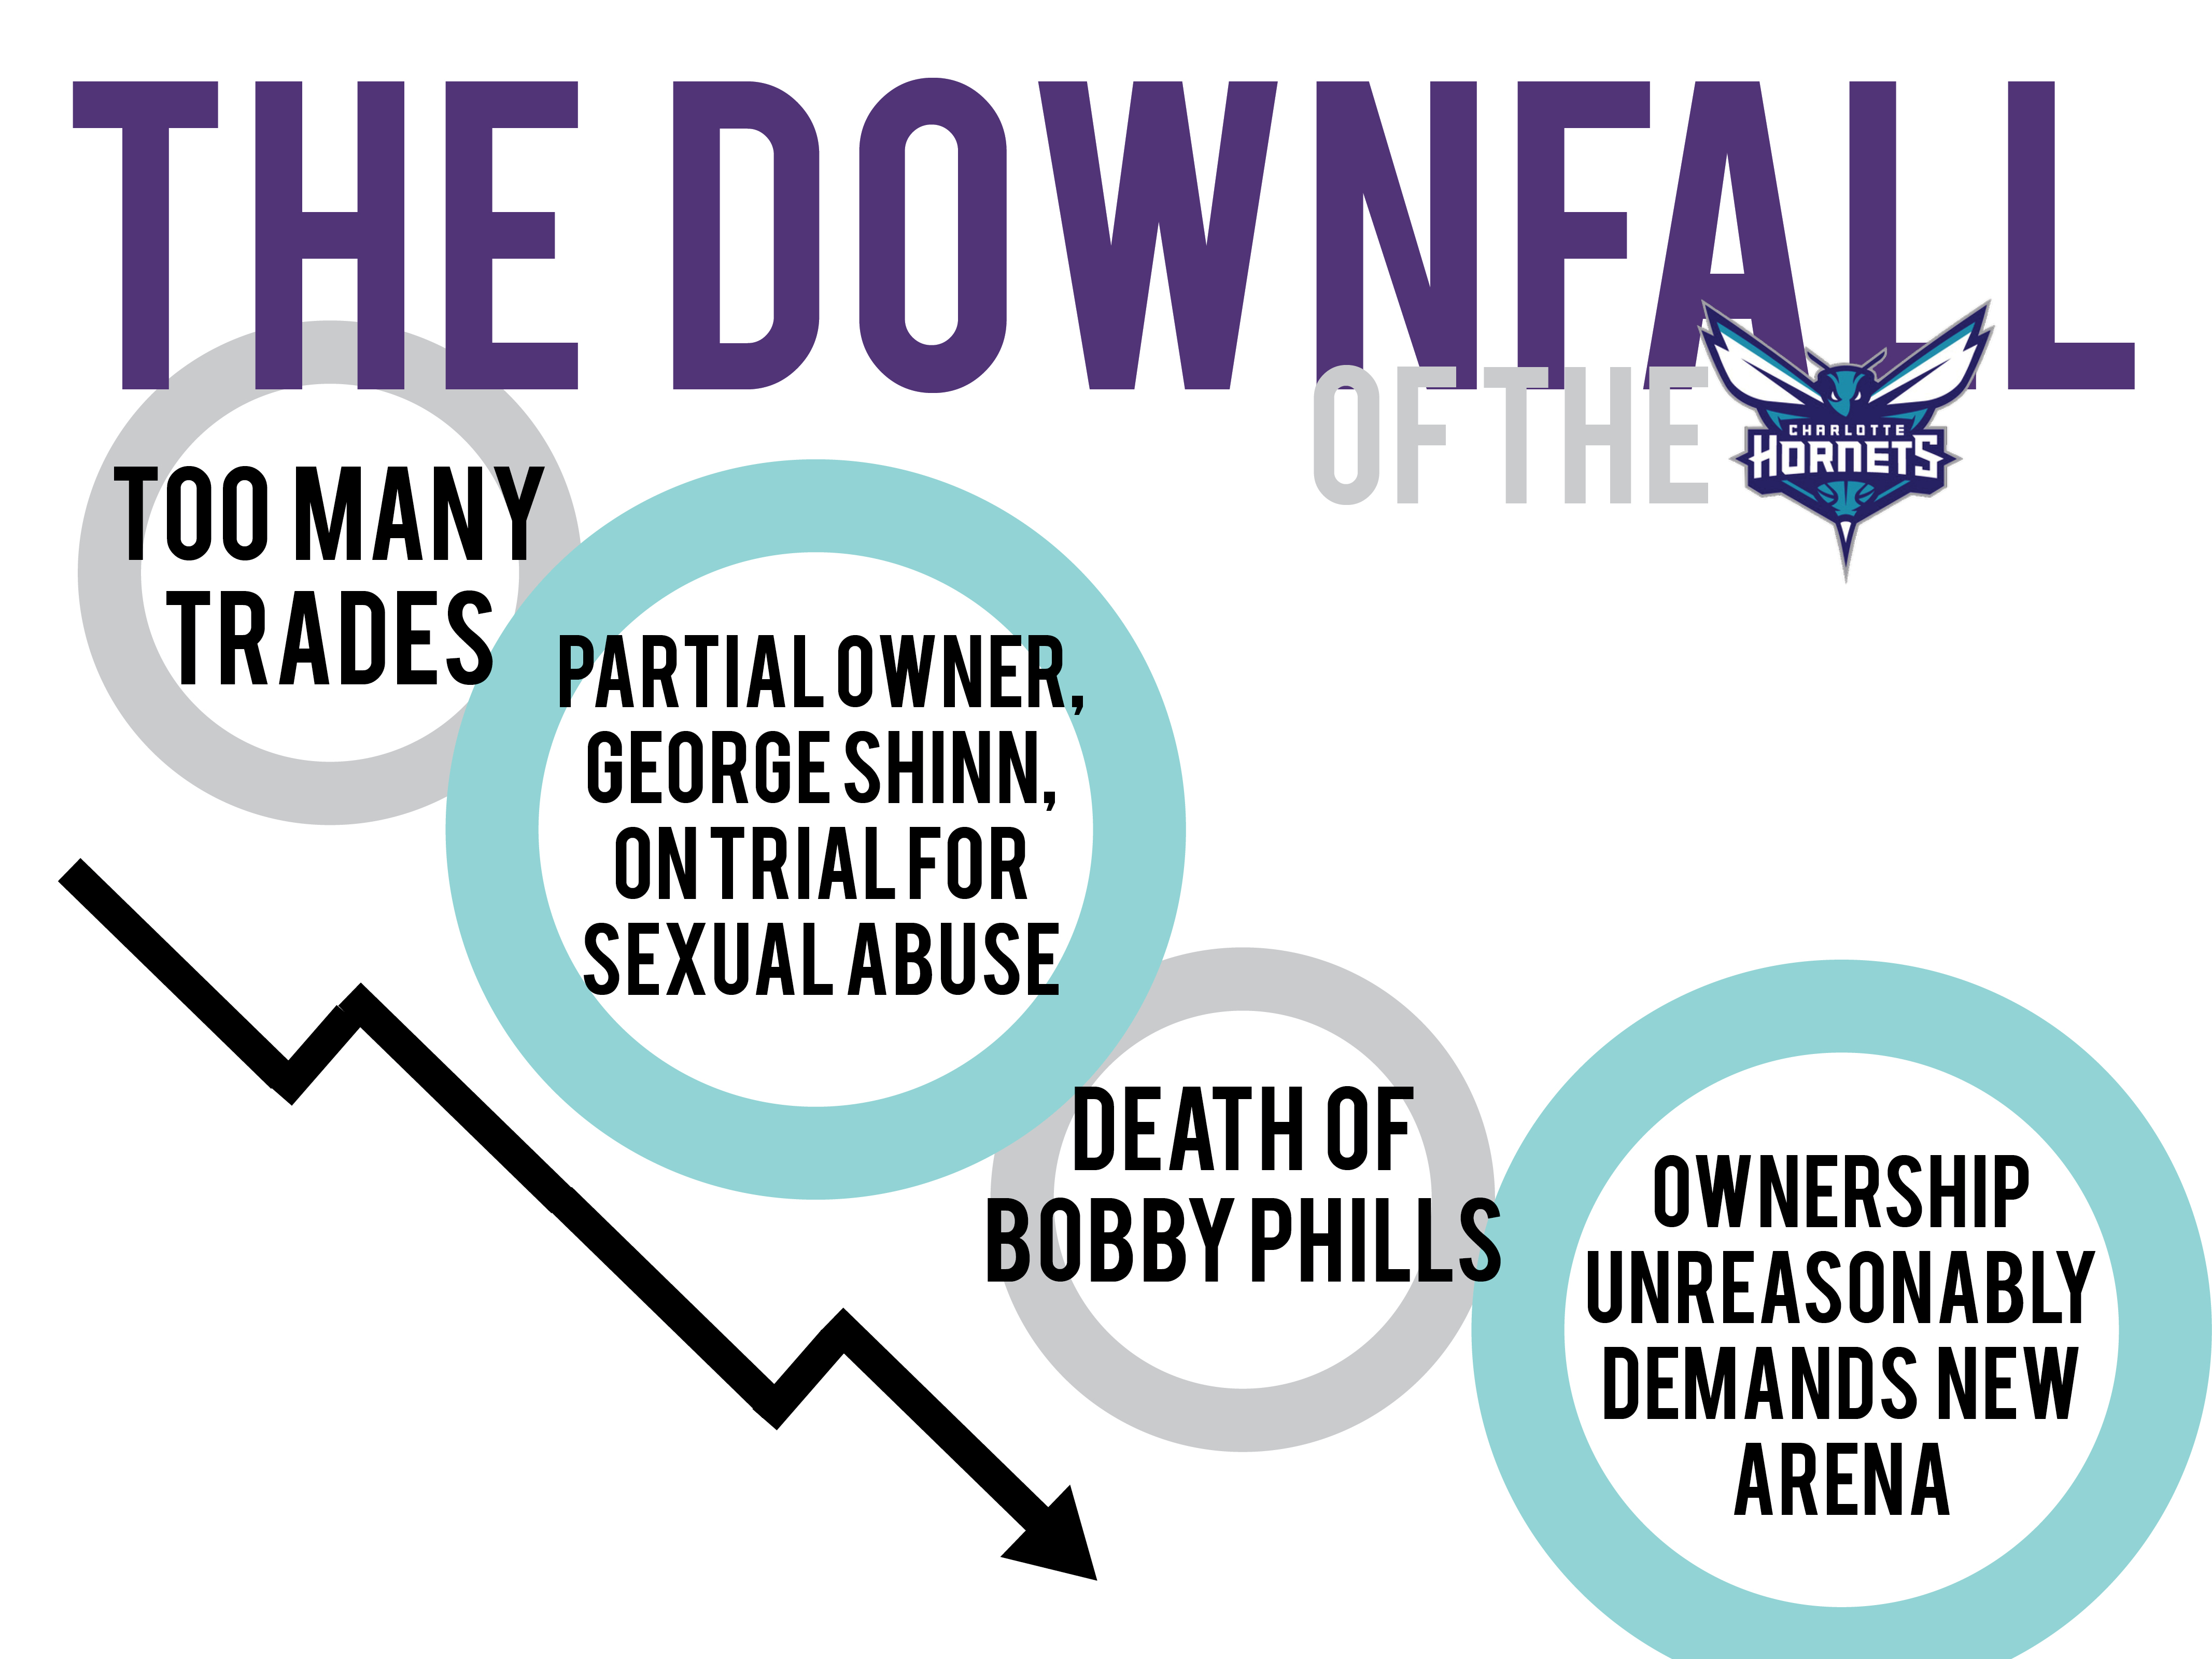 THE DOWNFALL
OF THE
CHARLOTTE
HORNETS
TOO MANY
TRADES
PARTIAL OWNER,
GEORGE SHINN,
ON TRIAL FOR
SEXUAL ABUSE
DEATH OF
BOBBY PHILLS
OWNERSHIP
UNREASONABLY
DEMANDS NEW
ARENA